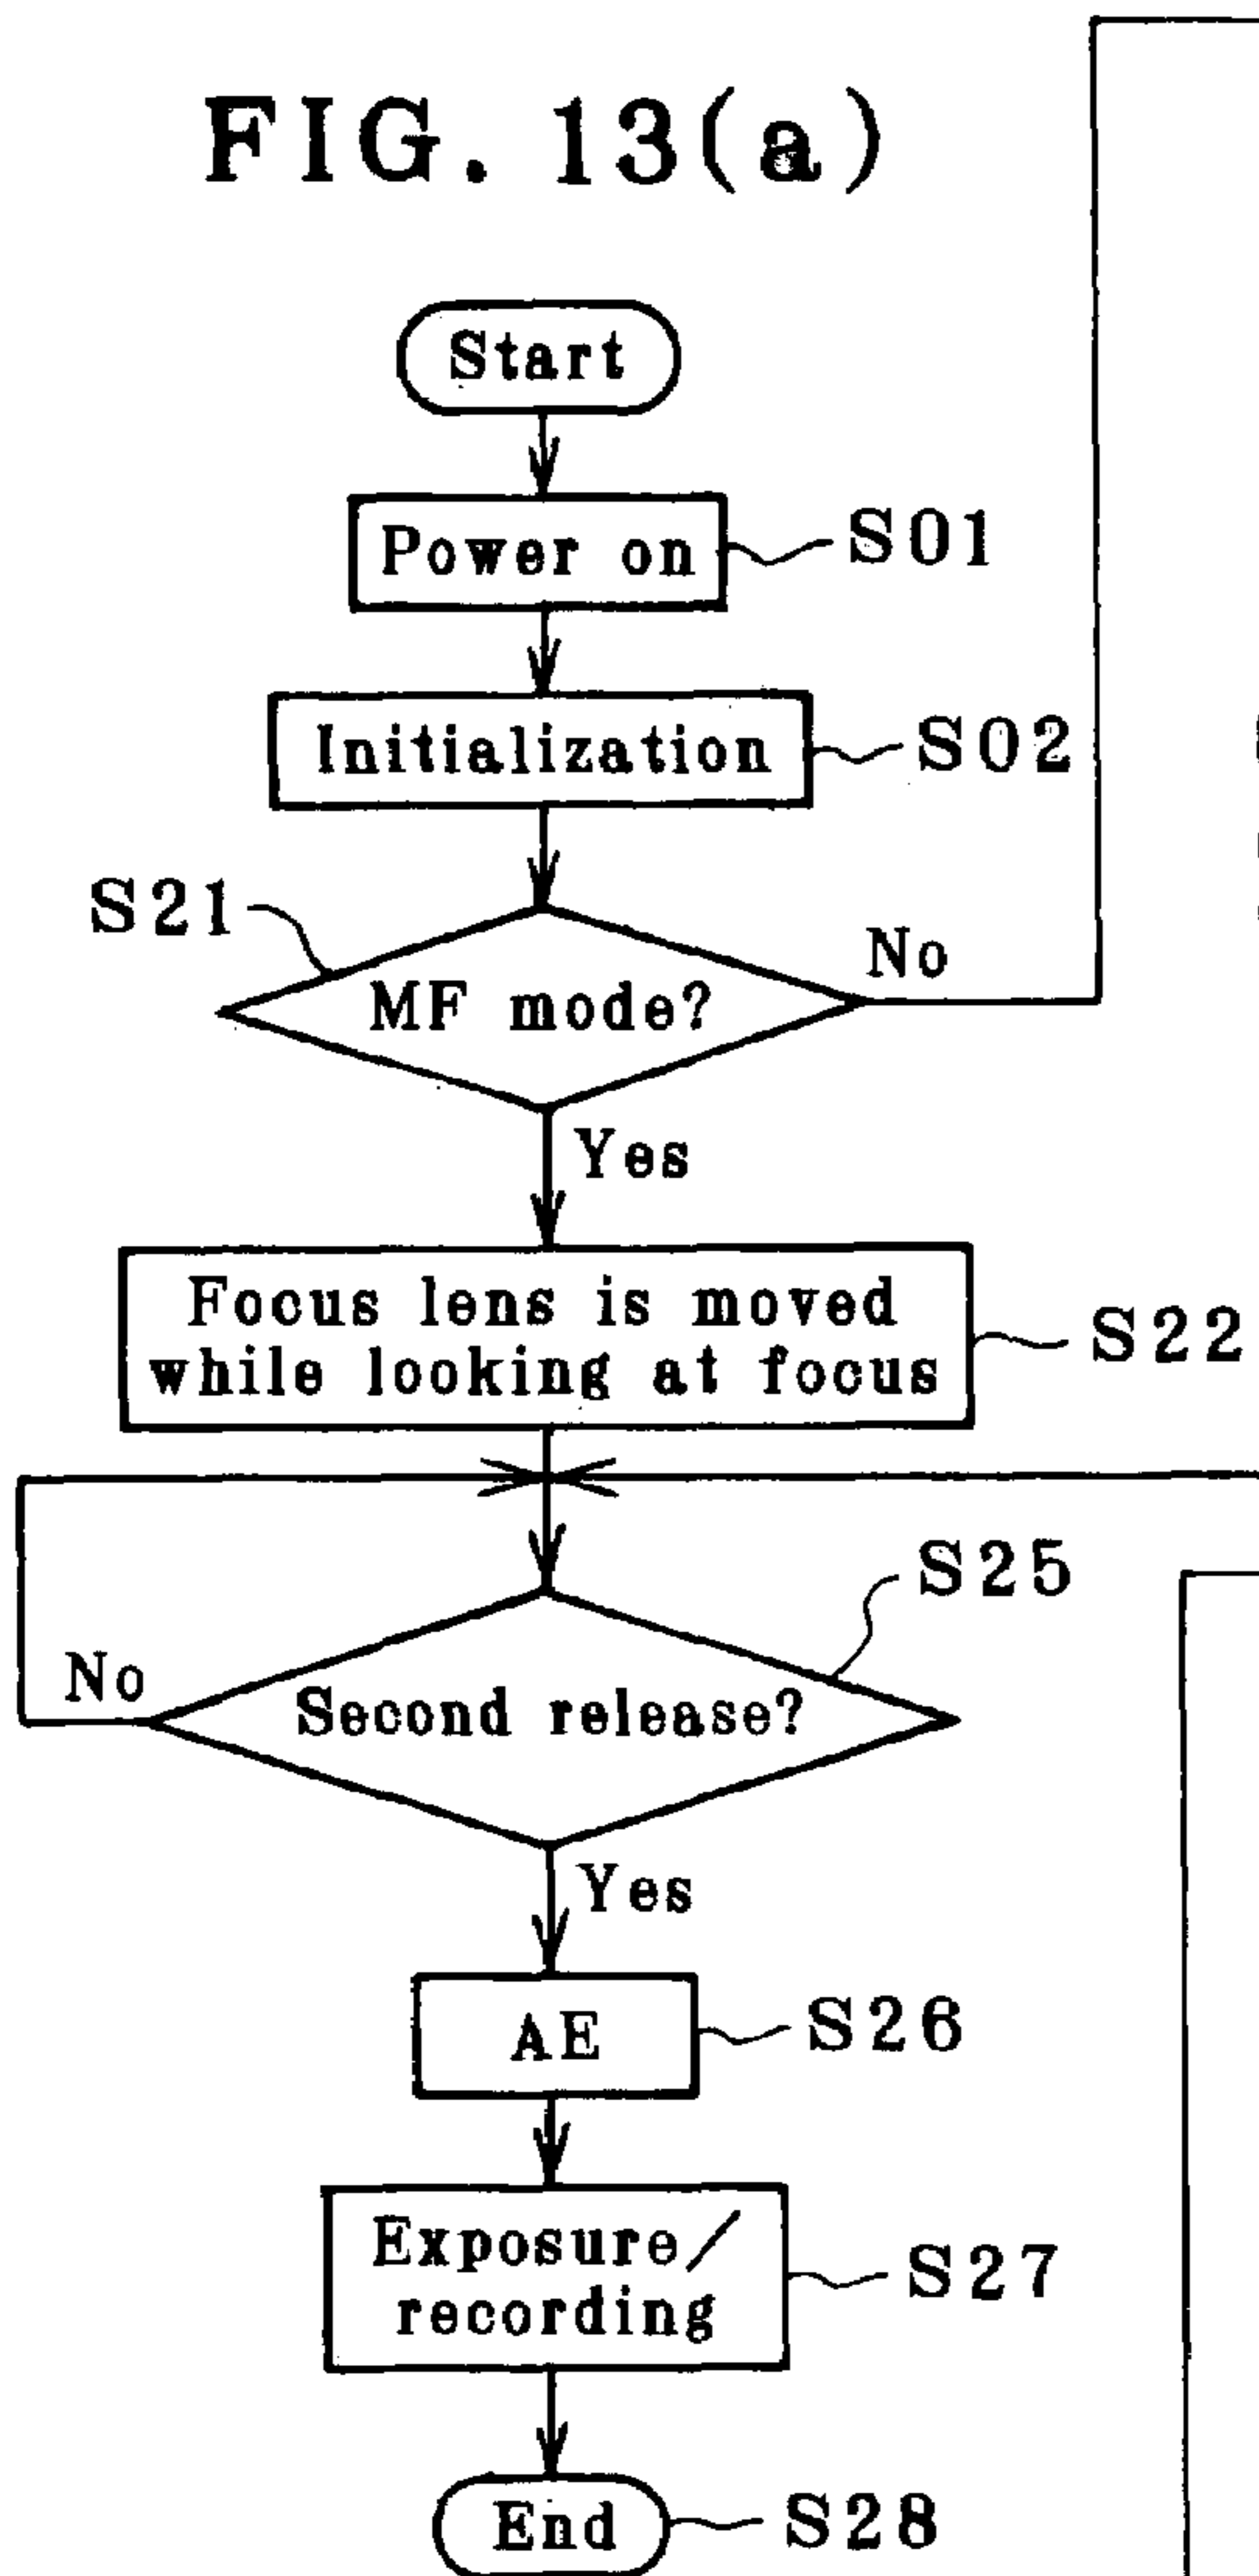 FIG. 13(a)
Start
Power on
S01
Initialization
S02
S21
MF mode?
No
Yes
Focus lens is moved
while looking at focus
S22
S25
No
Second release?
Yes
AE
S26
Exposure/
recording
S27
End
S28